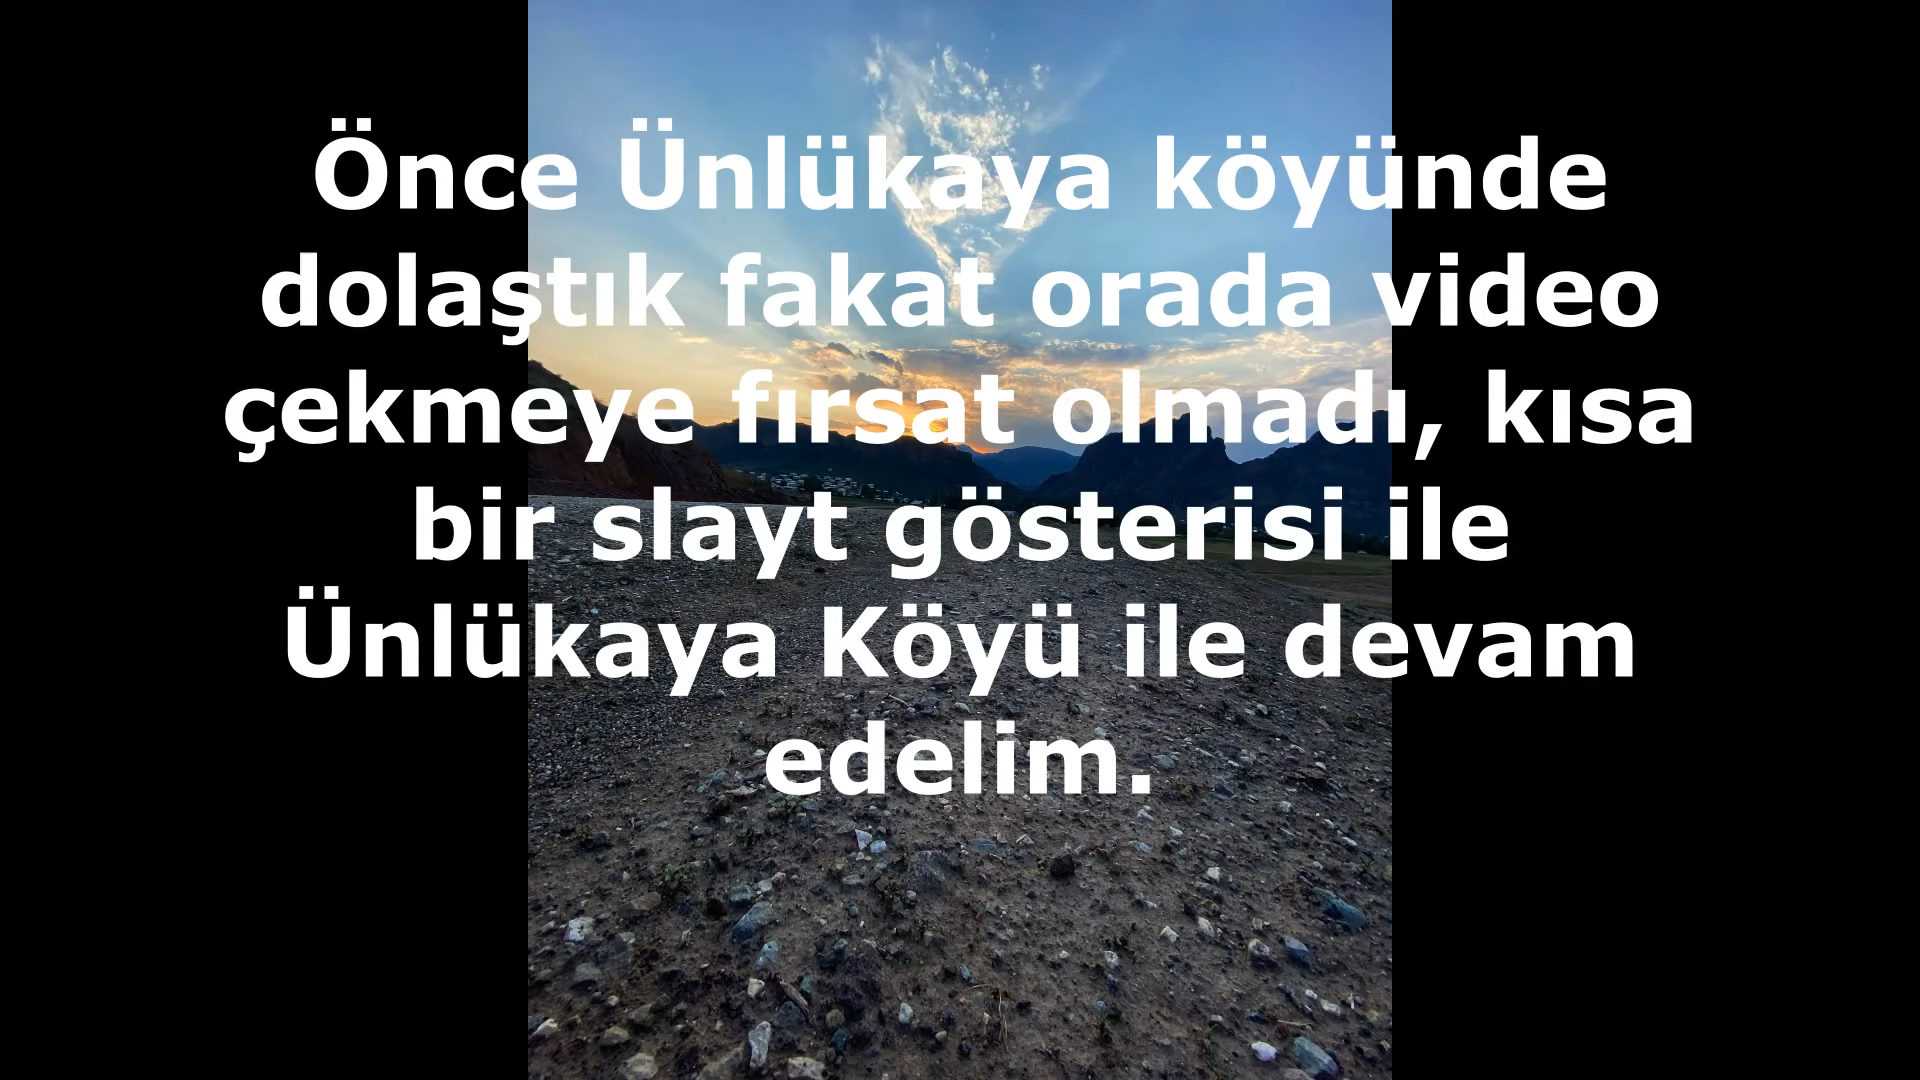 Önce Ünlükaya köyünde
dolaştık fakat orada video
çekmeye fırsat olmadı, kısa
bir slayt gösterisi ile
Ünlükaya Köyü ile devam
edelim.